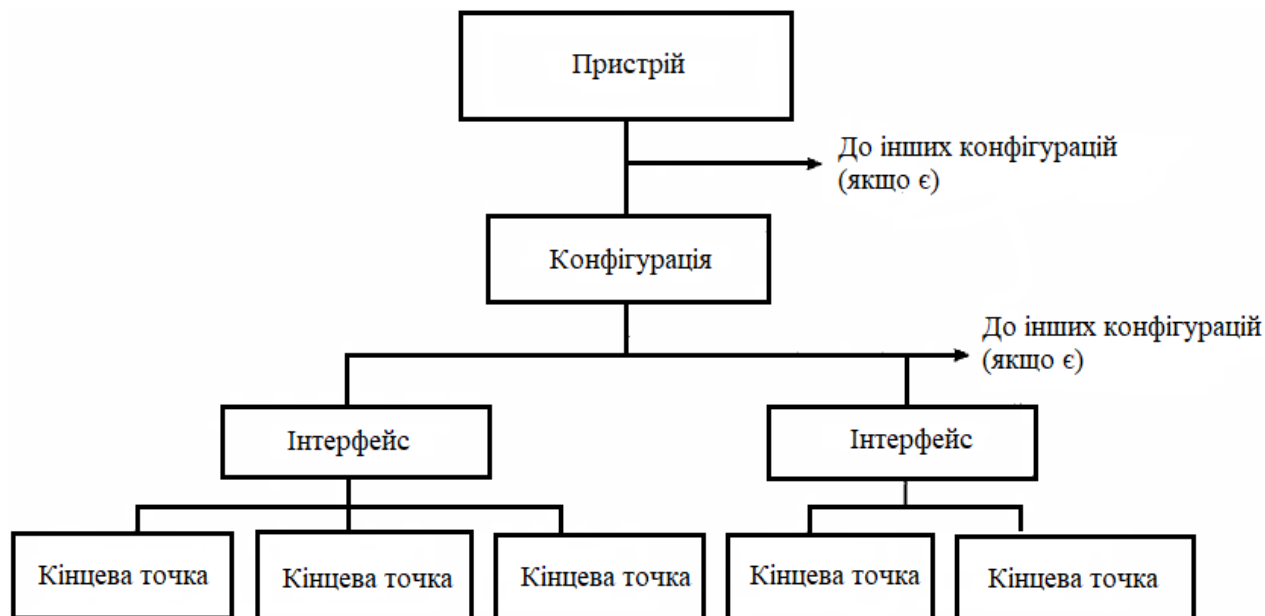 Пристрій
До інших конфігурацій
(якщо є)
Конфігурація
До інших конфігурацій
(якщо є)
Інтерфейс
Інтерфейс
Кінцева точка
Кінцева точка
Кінцева точка
Кінцева точка
Кінцева точка